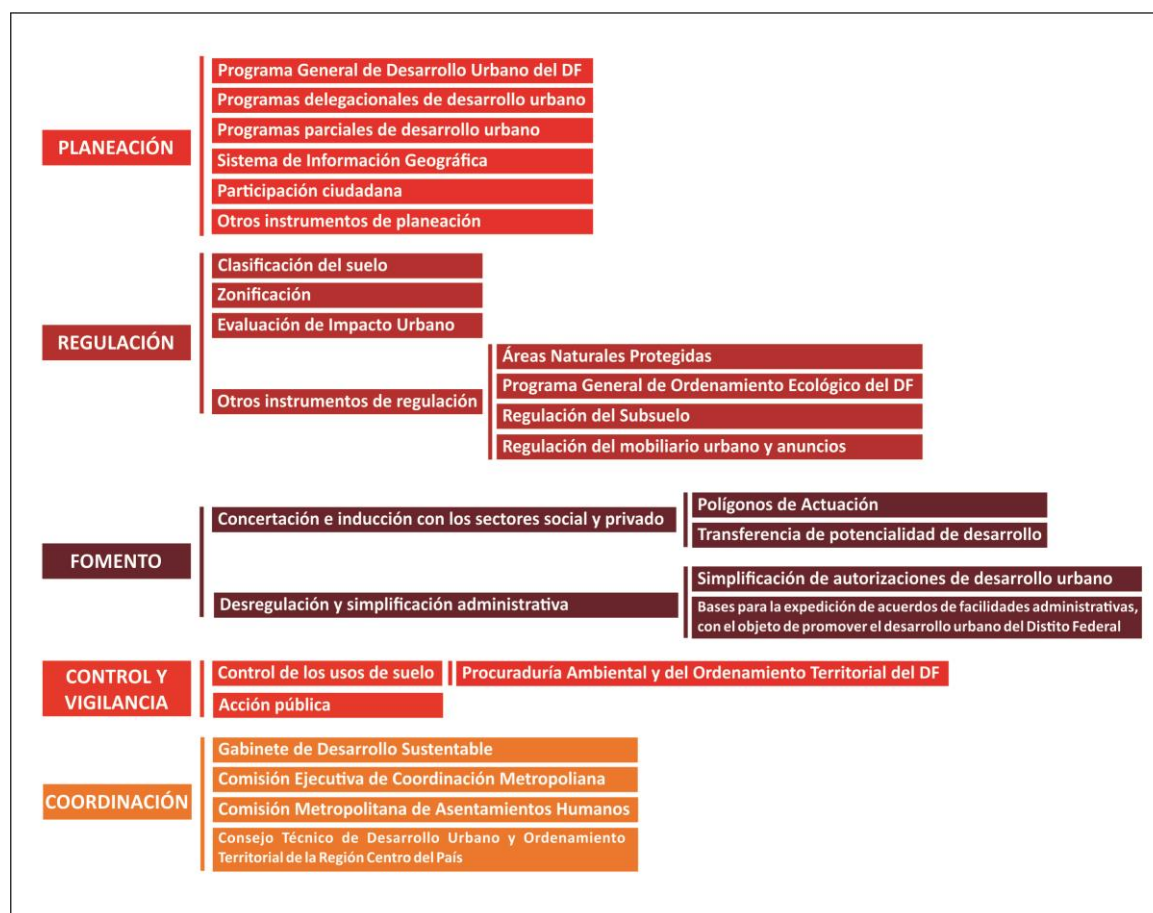 PLANEACIÓN
Programa General de Desarrollo Urbano del DF
Programas delegacionales de desarrollo urbano
Programas parciales de desarrollo urbano
Sistema de Información Geográfica
Participación ciudadana
Otros instrumentos de planeación
REGULACIÓN
Clasificación del suelo
Zonificación
Evaluación de Impacto Urbano
Otros instrumentos de regulación
Áreas Naturales Protegidas
Programa General de Ordenamiento Ecológico del DF
Regulación del Subsuelo
Regulación del mobiliario urbano y anuncios
FOMENTO
Concertación e inducción con los sectores social y privado
Polígonos de Actuación
Transferencia de potencialidad de desarrollo
Desregulación y simplificación administrativa
Simplificación de autorizaciones de desarrollo urbano
Bases para la expedición de acuerdos de facilidades administrativas,
con el objeto de promover el desarrollo urbano del Distito Federal
CONTROL Y
VIGILANCIA
Control de los usos de suelo
Procuraduría Ambiental y del Ordenamiento Territorial del DF
Acción pública
COORDINACIÓN
Gabinete de Desarrollo Sustentable
Comisión Ejecutiva de Coordinación Metropoliana
Comisión Metropolitana de Asentamientos Humanos
Consejo Técnico de Desarrollo Urbano y Ordenamiento
Territorial de la Región Centro del País